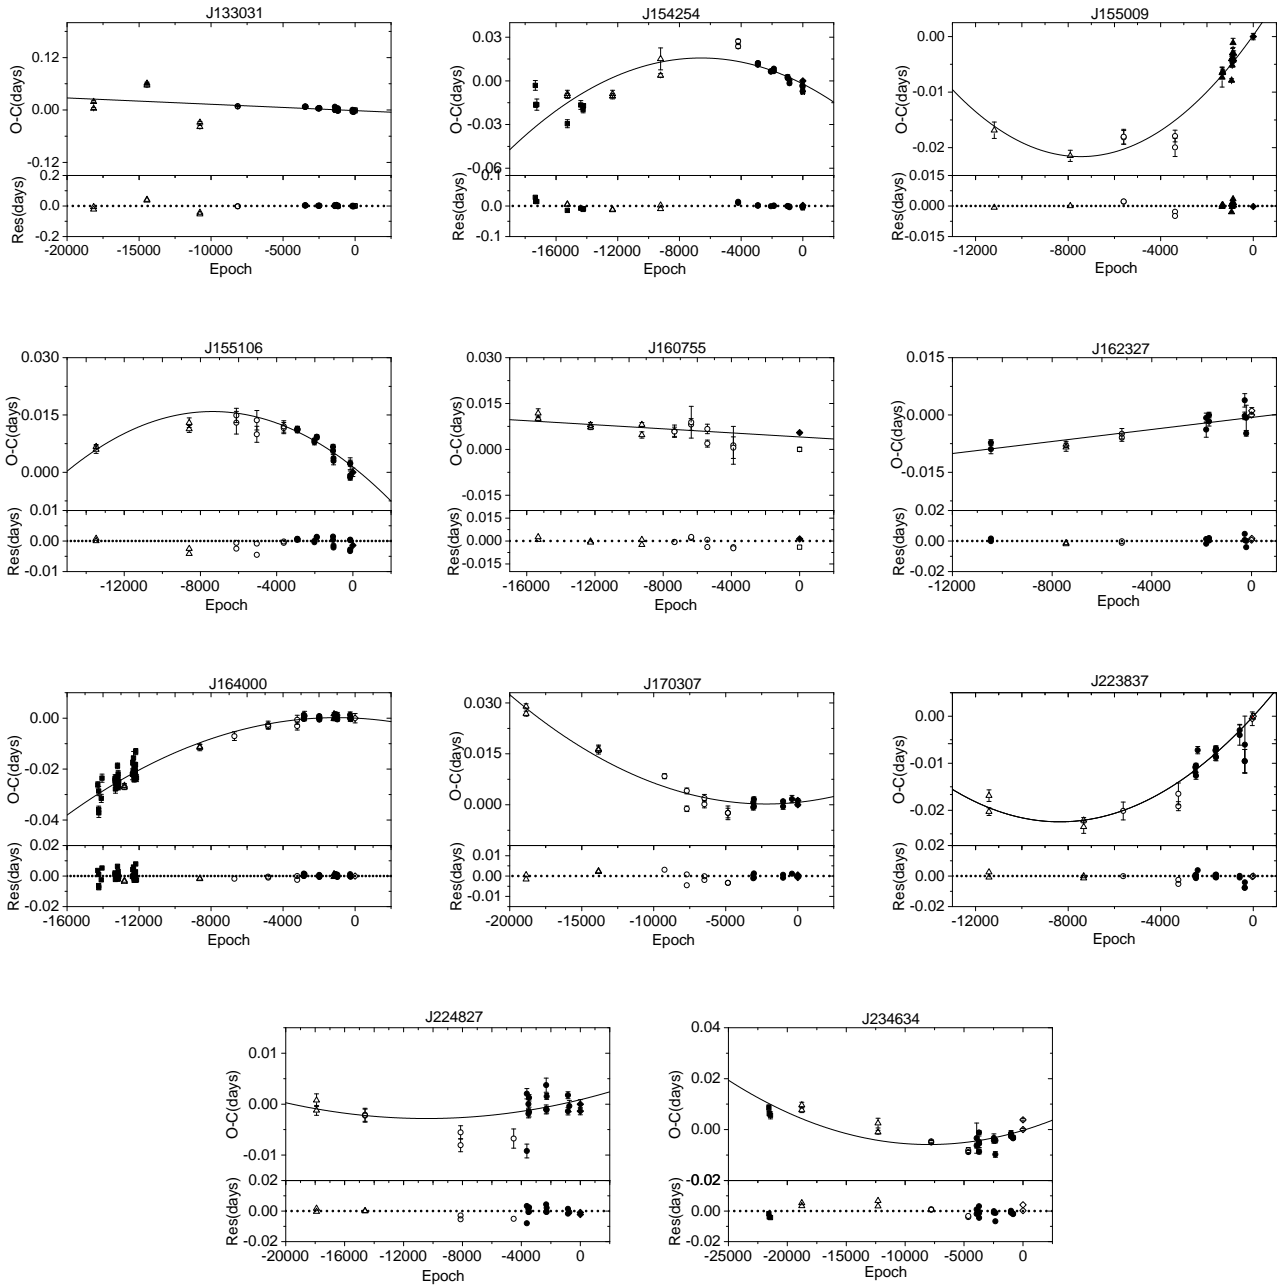 J133031
0.12
0.00
-0.12
O-C(days)
0.2
0.0
-0.2
Res(days)
-20000 -15000 -10000 -5000 0
Epoch
J154254
0.03
0.00
-0.03
-0.06
O-C(days)
0.1
0.0
-0.1
Res(days)
-16000 -12000 -8000 -4000 0
Epoch
J155009
0.00
-0.01
-0.02
O-C(days)
0.015
0.000
-0.015
Res(days)
-12000 -8000 -4000 0
Epoch
J155106
0.030
0.015
0.000
O-C(days)
0.01
0.00
-0.01
Res(days)
-12000 -8000 -4000 0
Epoch
J160755
0.030
0.015
0.000
-0.015
O-C(days)
0.015
0.000
-0.015
Res(days)
-16000 -12000 -8000 -4000 0
Epoch
J162327
0.015
0.000
-0.015
O-C(days)
0.02
0.00
-0.02
Res(days)
-12000 -10000 -8000 -6000 -4000 -2000 0
Epoch
J164000
0.00
-0.02
-0.04
O-C(days)
0.02
0.00
-0.02
Res(days)
-16000 -12000 -8000 -4000 0
Epoch
J170307
0.030
0.015
0.000
O-C(days)
0.01
0.00
-0.01
Res(days)
-20000 -15000 -10000 -5000 0
Epoch
J223837
0.00
-0.01
-0.02
O-C(days)
0.02
0.00
-0.02
Res(days)
-12000 -8000 -4000 0
Epoch
J224827
0.01
0.00
-0.01
O-C(days)
0.02
0.00
-0.02
Res(days)
-20000 -16000 -12000 -8000 -4000 0
Epoch
J234634
0.04
0.02
0.00
-0.02
O-C(days)
0.02
0.00
-0.02
Res(days)
-25000 -20000 -15000 -10000 -5000 0
Epoch